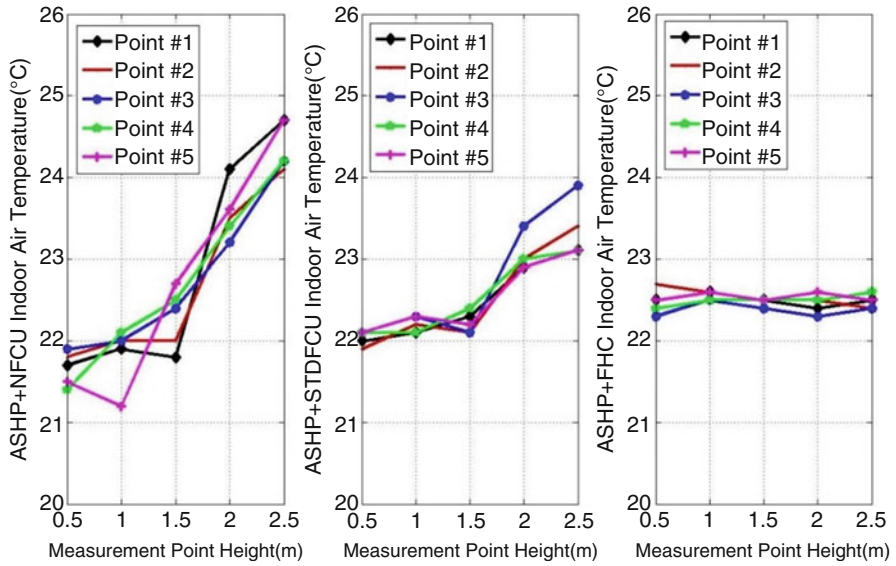 ASHP+NFCU Indoor Air Temperature(°C)
26
25
24
23
22
21
20
Point #1
Point #2
Point #3
Point #4
Point #5
0.5 1 1.5 2 2.5
Measurement Point Height(m)
ASHP+STDFCU Indoor Air Temperature(°C)
26
25
24
23
22
21
20
Point #1
Point #2
Point #3
Point #4
Point #5
0.5 1 1.5 2 2.5
Measurement Point Height(m)
ASHP+FHC Indoor Air Temperature(°C)
26
25
24
23
22
21
20
Point #1
Point #2
Point #3
Point #4
Point #5
0.5 1 1.5 2 2.5
Measurement Point Height(m)